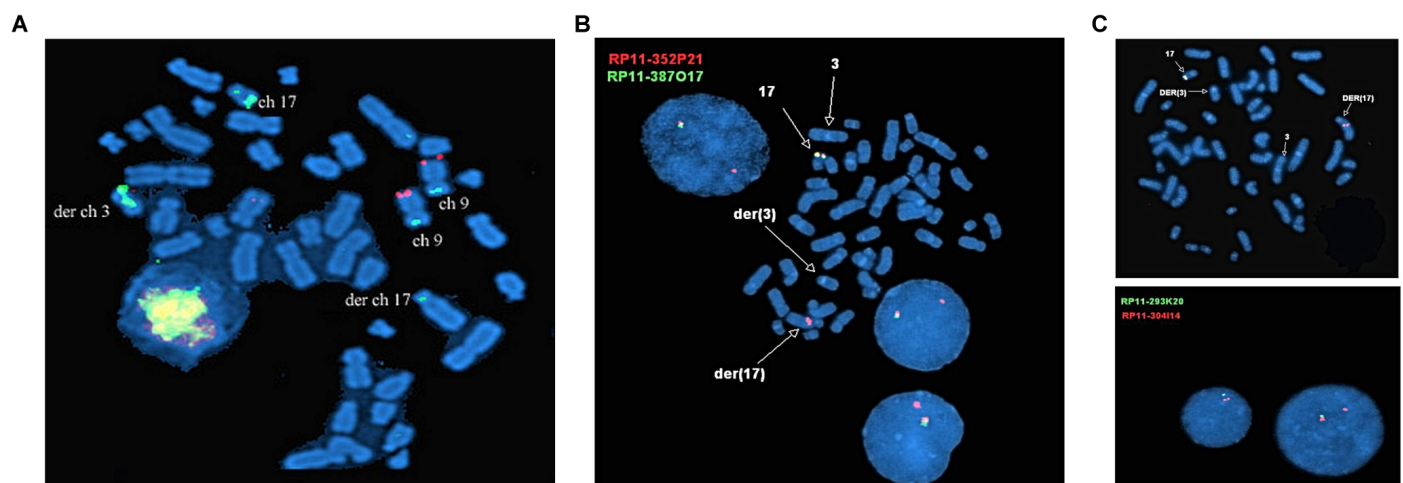 A
ch 17
der ch 3
ch 9
ch 9
der ch 17
B
RP11-352P21
RP11-387O17
3
17
der(3)
der(17)
C
17
DER(3)
DER(17)
3
RP11-293K20
RP11-304I14